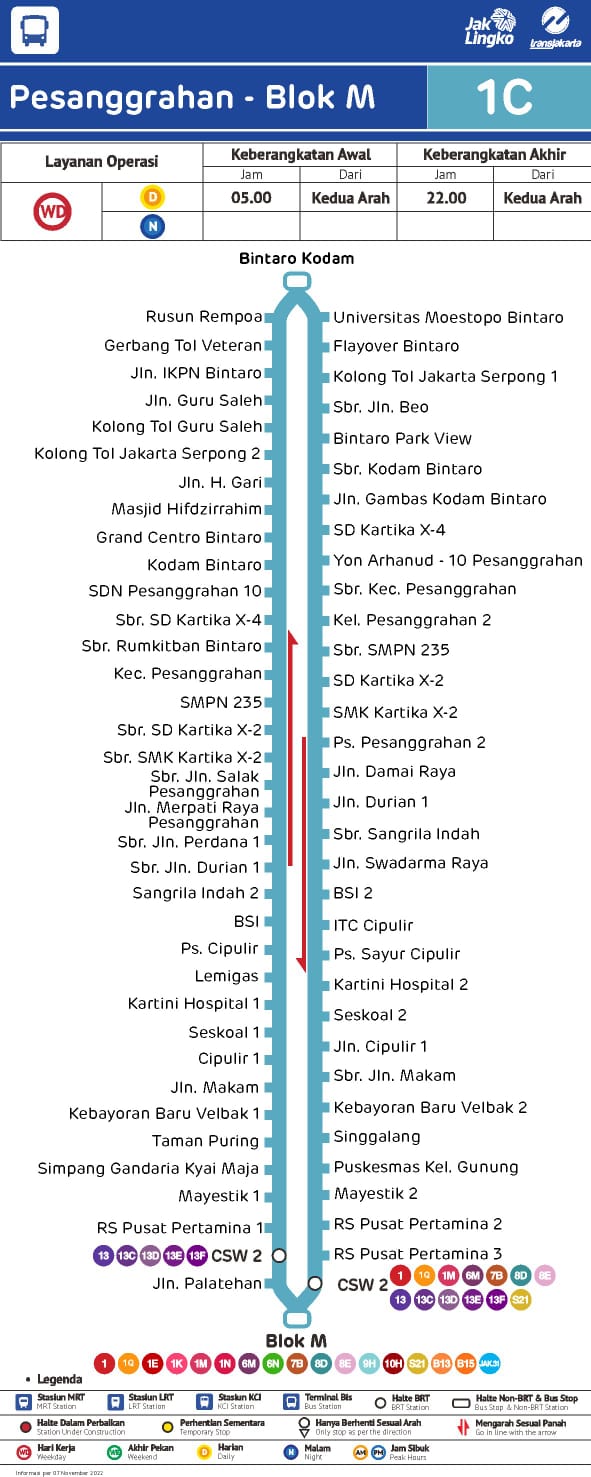 Jak
Lingko
transjakarta
Pesanggrahan - Blok M
1C
Layanan Operasi
Keberangkatan Awal
Keberangkatan Akhir
Jam
Dari
Jam
Dari
WD
D
05.00
Kedua Arah
22.00
Kedua Arah
N
Bintaro Kodam
Rusun Rempoa
Gerbang Tol Veteran
Jln. IKPN Bintaro
Jln. Guru Saleh
Kolong Tol Guru Saleh
Kolong Tol Jakarta Serpong 2
Jln. H. Gari
Masjid Hifdzirrahim
Grand Centro Bintaro
Kodam Bintaro
SDN Pesanggrahan 10
Sbr. SD Kartika X-4
Sbr. Rumkitban Bintaro
Kec. Pesanggrahan
SMPN 235
Sbr. SD Kartika X-2
Sbr. SMK Kartika X-2
Sbr. Jln. Salak
Pesanggrahan
Jln. Merpati Raya
Pesanggrahan
Sbr. Jln. Perdana 1
Sbr. Jln. Durian 1
Sangrila Indah 2
BSI
Ps. Cipulir
Lemigas
Kartini Hospital 1
Seskoal 1
Cipulir 1
Jln. Makam
Kebayoran Baru Velbak 1
Taman Puring
Simpang Gandaria Kyai Maja
Mayestik 1
RS Pusat Pertamina 1
13 13C 13D 13E 13F CSW 2
Jln. Palatehan
Universitas Moestopo Bintaro
Flayover Bintaro
Kolong Tol Jakarta Serpong 1
Sbr. Jln. Beo
Bintaro Park View
Sbr. Kodam Bintaro
Jln. Gambas Kodam Bintaro
SD Kartika X-4
Yon Arhanud - 10 Pesanggrahan
Sbr. Kec. Pesanggrahan
Kel. Pesanggrahan 2
Sbr. SMPN 235
SD Kartika X-2
SMK Kartika X-2
Ps. Pesanggrahan 2
Jln. Damai Raya
Jln. Durian 1
Sbr. Sangrila Indah
Jln. Swadarma Raya
BSI 2
ITC Cipulir
Ps. Sayur Cipulir
Kartini Hospital 2
Seskoal 2
Jln. Cipulir 1
Sbr. Jln. Makam
Kebayoran Baru Velbak 2
Singgalang
Puskesmas Kel. Gunung
Mayestik 2
RS Pusat Pertamina 2
RS Pusat Pertamina 3
CSW 2
1 1Q 1M 6M 7B 8D 8E
13 13C 13D 13E 13F S21
Blok M
1 1Q 1E 1K 1M 1N 6M 6N 7B 8D 8E 9H 10H S21 B13 B15 JAK.31
• Legenda
Stasiun MRT
MRT Station
Stasiun LRT
LRT Station
Stasiun KCI
KCI Station
Terminal Bis
Bus Station
Halte BRT
BRT Station
Halte Non-BRT & Bus Stop
Bus Stop & Non-BRT Station
Halte Dalam Perbaikan
Station Under Construction
Perhentian Sementara
Temporary Stop
Hanya Berhenti Sesuai Arah
Only stop as per the direction
Mengarah Sesuai Panah
Go in line with the arrow
WD
Hari Kerja
Weekday
WE
Akhir Pekan
Weekend
D
Harian
Daily
N
Malam
Night
AM PM
Jam Sibuk
Peak Hours
Informasi per 07 November 2022